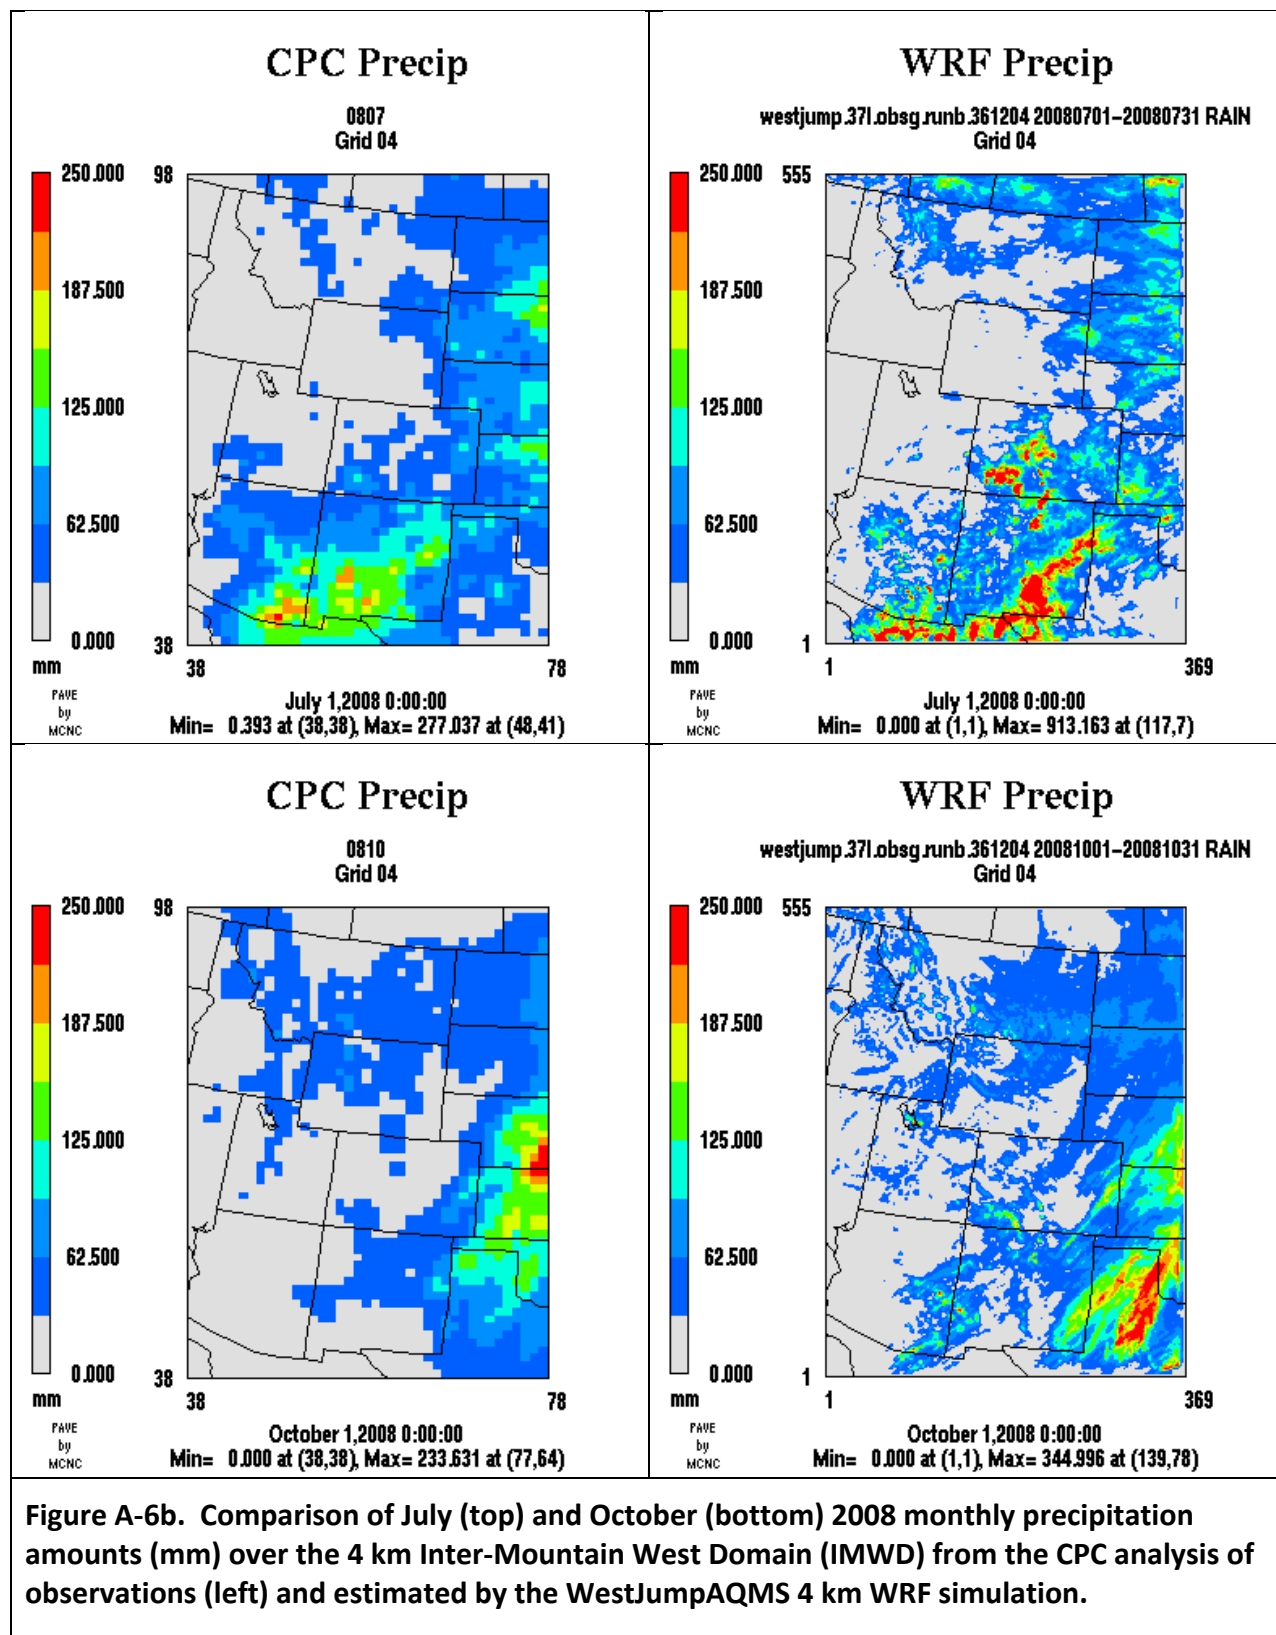 CPC Precip
0807
Grid 04
250.000
187.500
125.000
62.500
0.000
mm
PAVE
by
MCNC
98
38
38
78
July 1,2008 0:00:00
Min= 0.393 at (38,38), Max= 277.037 at (48,41)
WRF Precip
westjump.37l.obsg.runb.361204 20080701-20080731 RAIN
Grid 04
250.000
187.500
125.000
62.500
0.000
mm
PAVE
by
MCNC
555
1
1
369
July 1,2008 0:00:00
Min= 0.000 at (1,1), Max= 913.163 at (117,7)
CPC Precip
0810
Grid 04
250.000
187.500
125.000
62.500
0.000
mm
PAVE
by
MCNC
98
38
38
78
October 1,2008 0:00:00
Min= 0.000 at (38,38), Max= 233.631 at (77,64)
WRF Precip
westjump.37l.obsg.runb.361204 20081001-20081031 RAIN
Grid 04
250.000
187.500
125.000
62.500
0.000
mm
PAVE
by
MCNC
555
1
1
369
October 1,2008 0:00:00
Min= 0.000 at (1,1), Max= 344.996 at (139,78)
Figure A-6b. Comparison of July (top) and October (bottom) 2008 monthly precipitation
amounts (mm) over the 4 km Inter-Mountain West Domain (IMWD) from the CPC analysis of
observations (left) and estimated by the WestJumpAQMS 4 km WRF simulation.